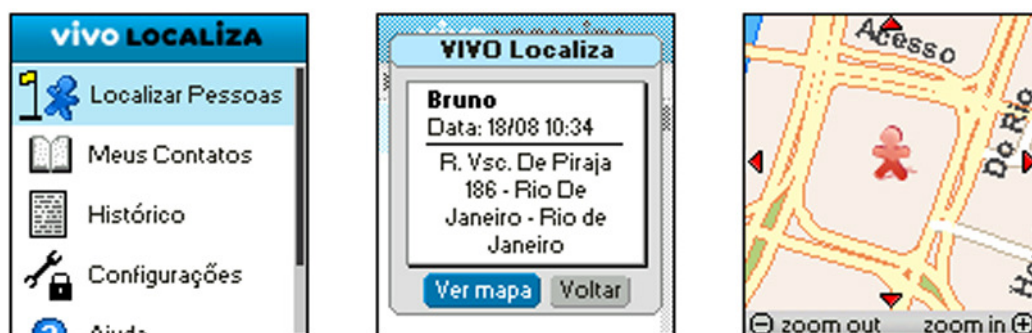 vivo LOCALiZA
Localizar Pessoas
Meus Contatos
Histórico
Configurações
Ajuda
VIVO Localiza
Bruno
Data: 18/08 10:34
R. Vsc. De Piraja
186 - Rio De
Janeiro - Rio de
Janeiro
Ver mapa
Voltar
Acesso
Do Rio
zoom out
zoom in